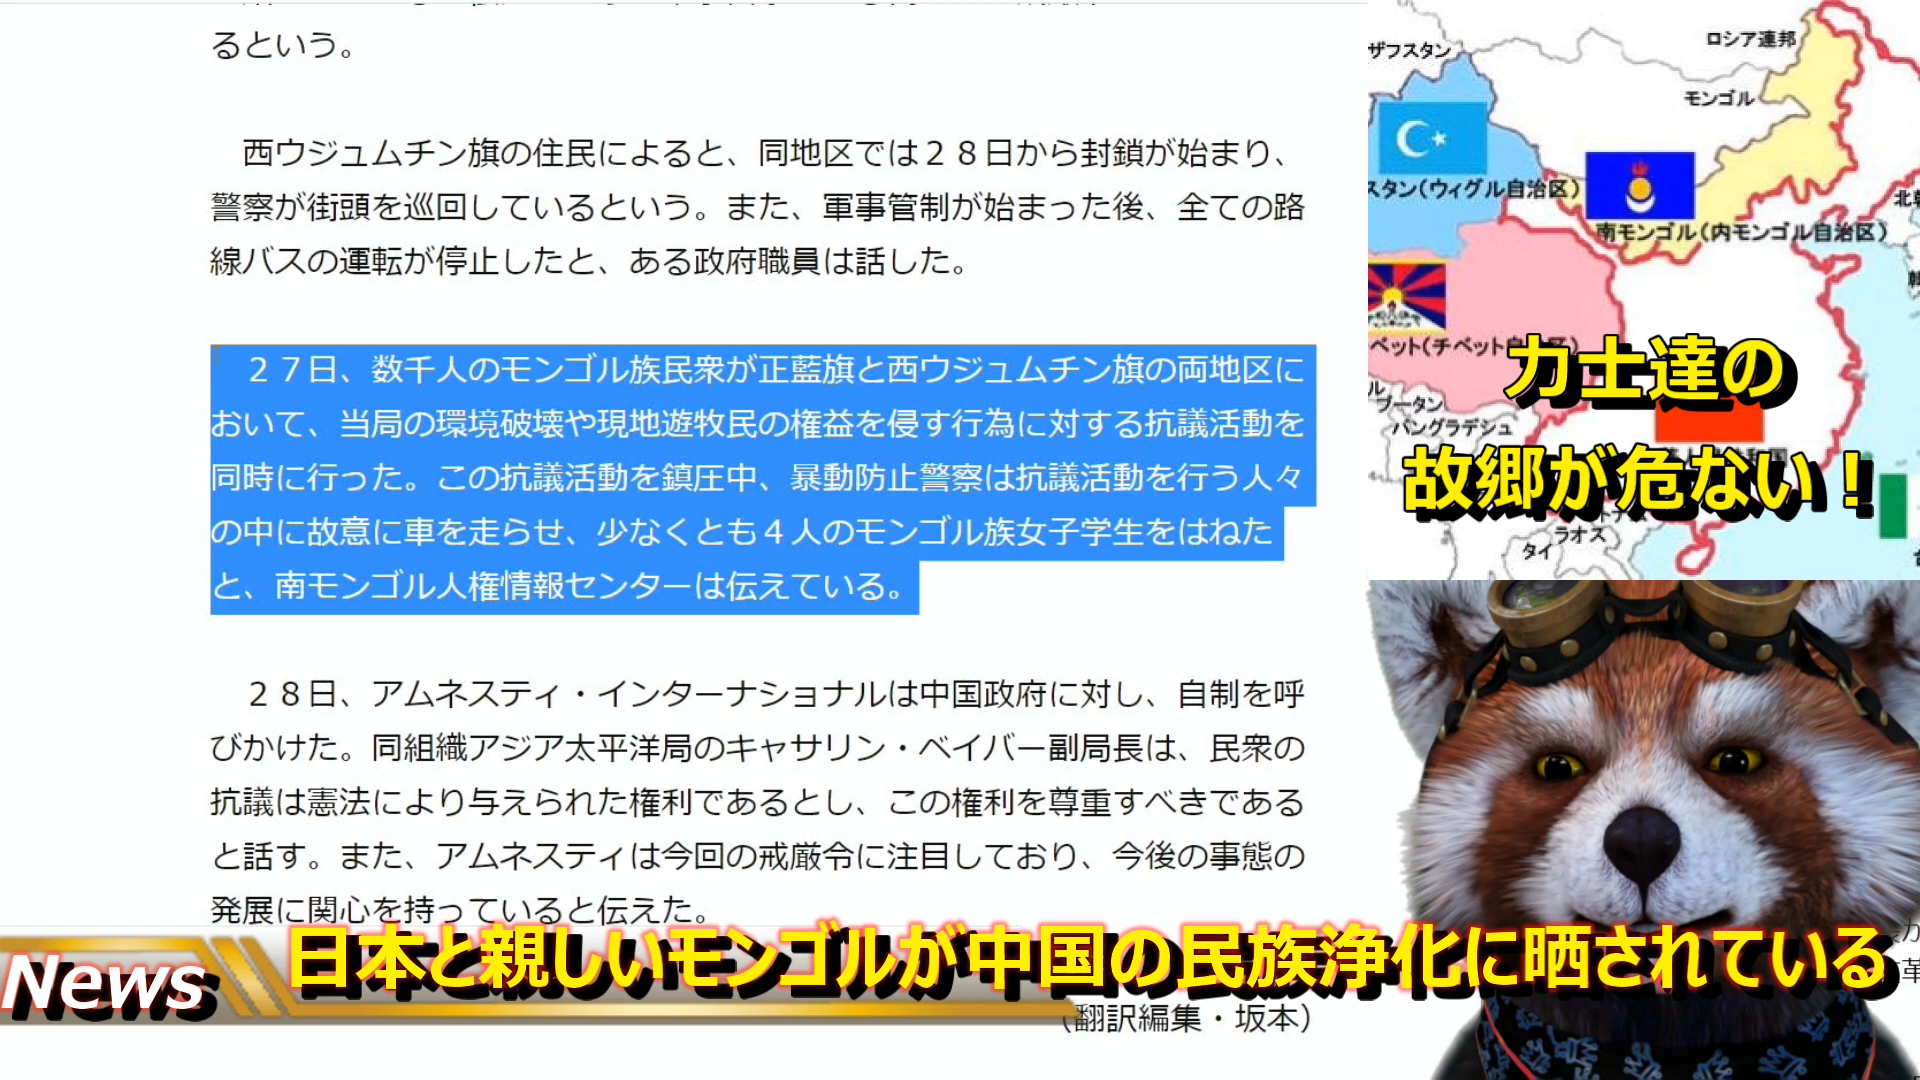 るという。
西ウジュムチン旗の住民によると、同地区では２８日から封鎖が始まり、
警察が街頭を巡回しているという。また、軍事管制が始まった後、全ての路
線バスの運転が停止したと、ある政府職員は話した。
２７日、数千人のモンゴル族民衆が正藍旗と西ウジュムチン旗の両地区に
おいて、当局の環境破壊や現地遊牧民の権益を侵す行為に対する抗議活動を
同時に行った。この抗議活動を鎮圧中、暴動防止警察は抗議活動を行う人々
の中に故意に車を走らせ、少なくとも４人のモンゴル族女子学生をはねた
と、南モンゴル人権情報センターは伝えている。
２８日、アムネスティ・インターナショナルは中国政府に対し、自制を呼
びかけた。同組織アジア太平洋局のキャサリン・ベイバー副局長は、民衆の
抗議は憲法により与えられた権利であるとし、この権利を尊重すべきである
と話す。また、アムネスティは今回の戒厳令に注目しており、今後の事態の
発展に関心を持っていると伝えた。
（翻訳編集・坂本）
ザフスタン
ロシア連邦
モンゴル
スタン（ウィグル自治区）
南モンゴル（内モンゴル自治区）
ベット（チベット自
ブータン
バングラデシュ
ラオス
タイ
力士達の
故郷が危ない！
News
日本と親しいモンゴルが中国の民族浄化に晒されている